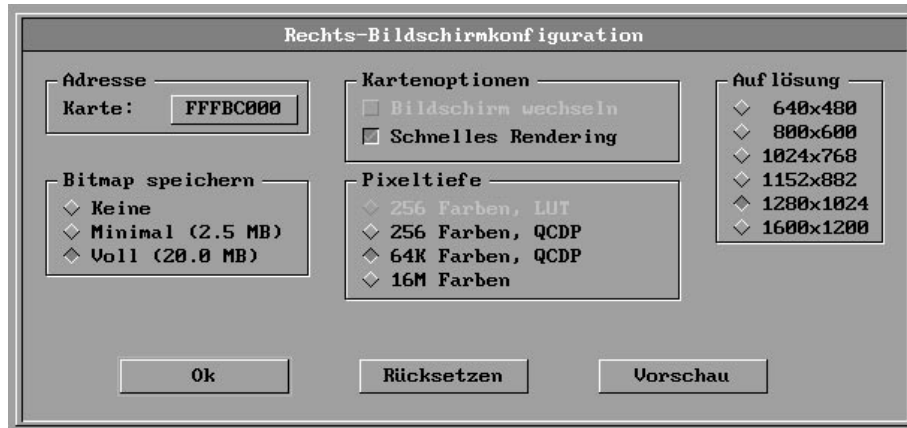 Rechts-Bildschirmkonfiguration
Adresse
Karte: FFFBC000
Bitmap speichern
Keine
Minimal (2.5 MB)
Voll (20.0 MB)
Kartenoptionen
Bildschirm wechseln
Schnelles Rendering
Pixeltiefe
256 Farben, LUT
256 Farben, QCDP
64K Farben, QCDP
16M Farben
Auflösung
640x480
800x600
1024x768
1152x882
1280x1024
1600x1200
Ok
Rücksetzen
Vorschau